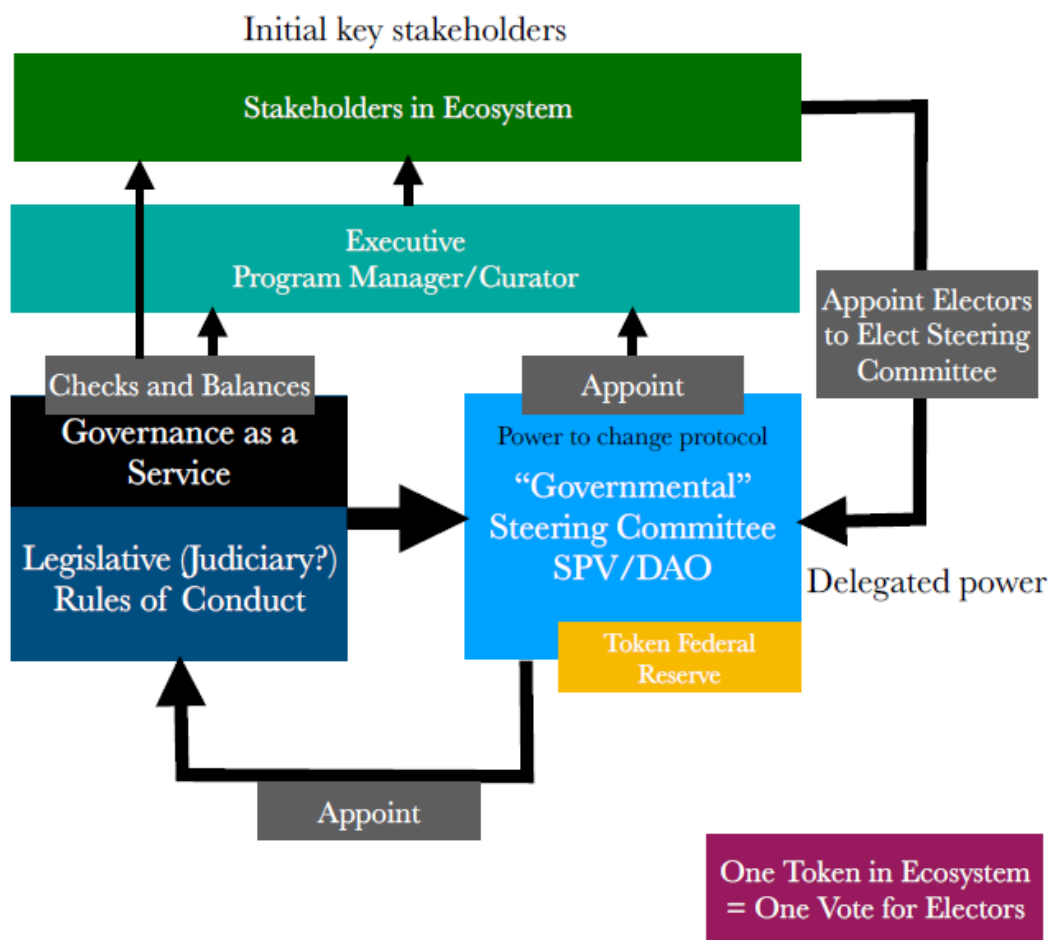 Initial key stakeholders
Stakeholders in Ecosystem
Executive
Program Manager/Curator
Appoint Electors
to Elect Steering
Committee
Checks and Balances
Appoint
Governance as a
Service
Power to change protocol
“Governmental”
Steering Committee
SPV/DAO
Legislative (Judiciary?)
Rules of Conduct
Delegated power
Token Federal
Reserve
Appoint
One Token in Ecosystem
= One Vote for Electors